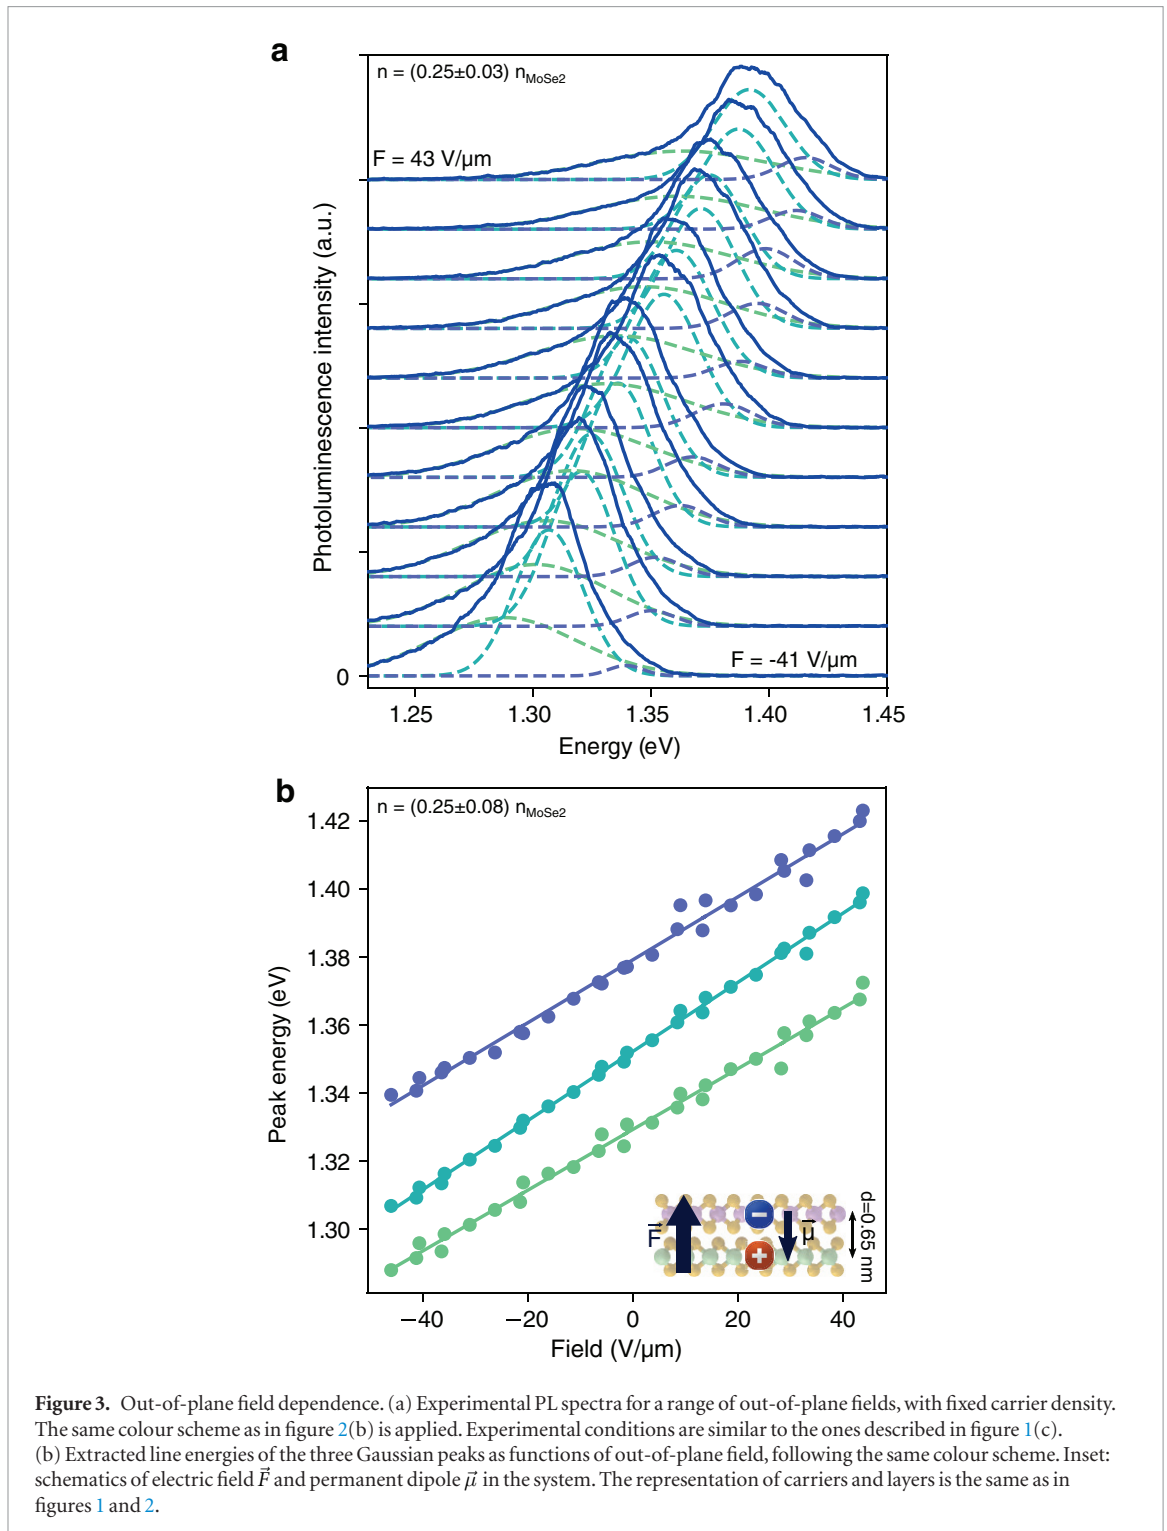 a
n = (0.25±0.03) n_MoSe2
F = 43 V/μm
Photoluminescence intensity (a.u.)
0
F = -41 V/μm
1.25 1.30 1.35 1.40 1.45
Energy (eV)
b
n = (0.25±0.08) n_MoSe2
1.42
1.40
1.38
1.36
1.34
1.32
1.30
Peak energy (eV)
F⃗
−
+
μ⃗
d=0.65 nm
−40 −20 0 20 40
Field (V/μm)
Figure 3. Out-of-plane field dependence. (a) Experimental PL spectra for a range of out-of-plane fields, with fixed carrier density.
The same colour scheme as in figure 2(b) is applied. Experimental conditions are similar to the ones described in figure 1(c).
(b) Extracted line energies of the three Gaussian peaks as functions of out-of-plane field, following the same colour scheme. Inset:
schematics of electric field F⃗ and permanent dipole μ⃗ in the system. The representation of carriers and layers is the same as in
figures 1 and 2.